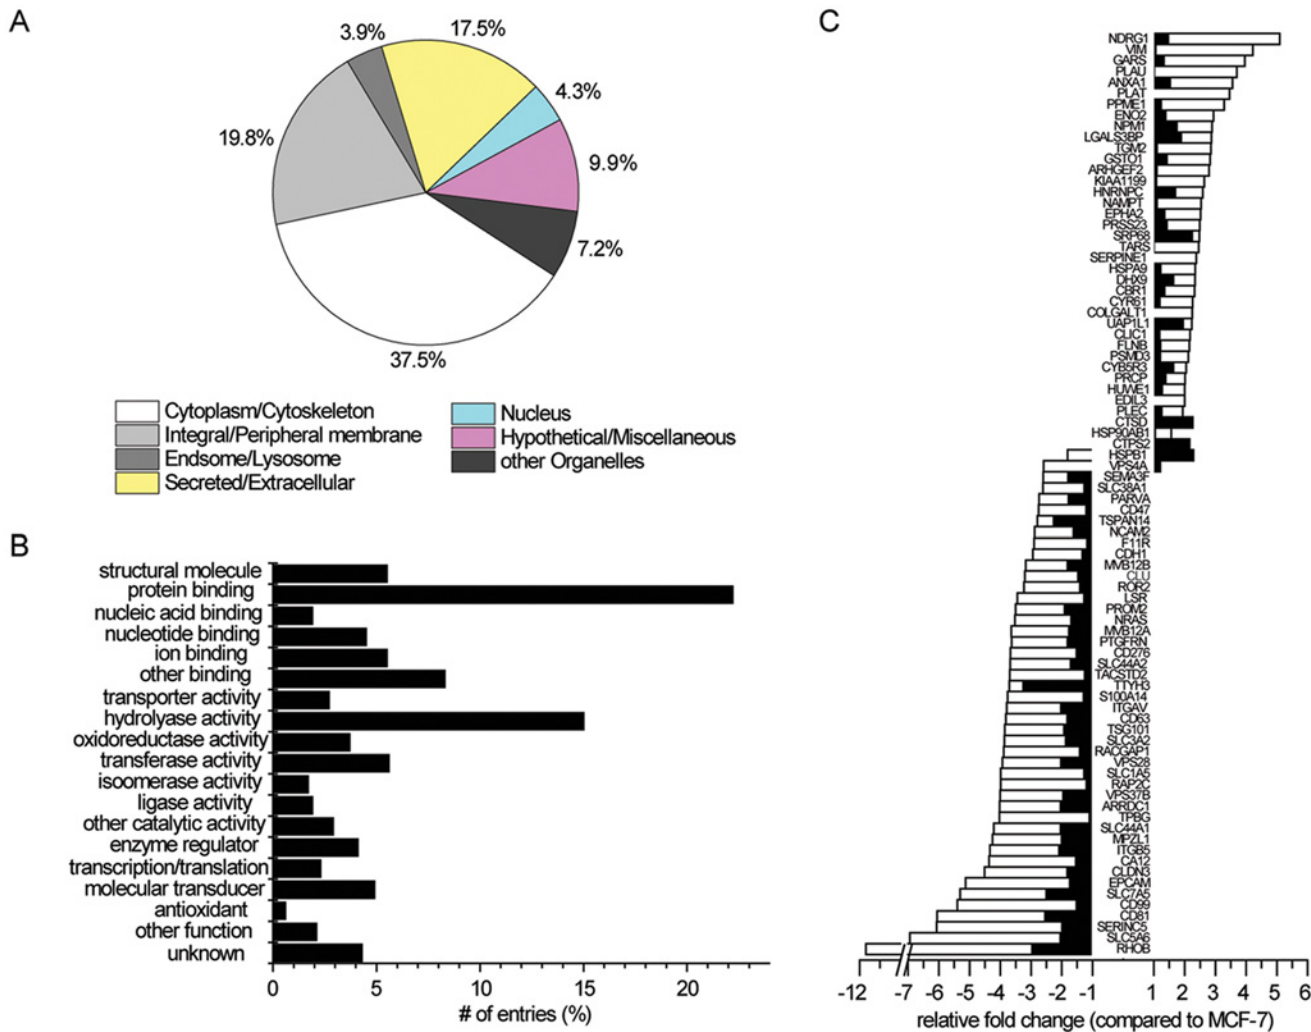 A
3.9%
17.5%
4.3%
19.8%
9.9%
7.2%
37.5%
Cytoplasm/Cytoskeleton
Integral/Peripheral membrane
Endsome/Lysosome
Secreted/Extracellular
Nucleus
Hypothetical/Miscellaneous
other Organelles
B
structural molecule
protein binding
nucleic acid binding
nucleotide binding
ion binding
other binding
transporter activity
hydrolyase activity
oxidoreductase activity
transferase activity
isoomerase activity
ligase activity
other catalytic activity
enzyme regulator
transcription/translation
molecular transducer
antioxidant
other function
unknown
0 5 10 15 20
# of entries (%)
C
NDRG1
VIM
GARS
PLAU
ANXA1
PLAT
PPME1
ENO2
NPM1
LGALS3BP
TGM2
GSTO1
ARHGEF2
KIAA1199
HNRNPC
NAMPT
EPHA2
PRSS23
SRP68
TARS
SERPINE1
HSPA9
DHX9
CBR1
CYR61
COLGALT1
UAP1L1
CLIC1
FLNB
PSMD3
CYB5R3
PRCP
HUWE1
EDIL3
PLEC
CTSD
HSP90AB1
CTPS2
HSPB1
VPS4A
SEMA3F
SLC38A1
PARVA
CD47
TSPAN14
NCAM2
F11R
CDH1
MVB12B
CLU
ROR2
LSR
PROM2
NRAS
MVB12A
PTGFRN
CD276
SLC44A2
TACSTD2
TTYH3
S100A14
ITGAV
CD63
TSG101
SLC3A2
RACGAP1
VPS28
SLC1A5
RAP2C
VPS37B
ARRDC1
TPBG
SLC44A1
MPZL1
ITGB5
CA12
CLDN3
EPCAM
SLC7A5
CD99
CD81
SERINC5
SLC5A6
RHOB
-12 -7 -6 -5 -4 -3 -2 -1 1 2 3 4 5 6
relative fold change (compared to MCF-7)